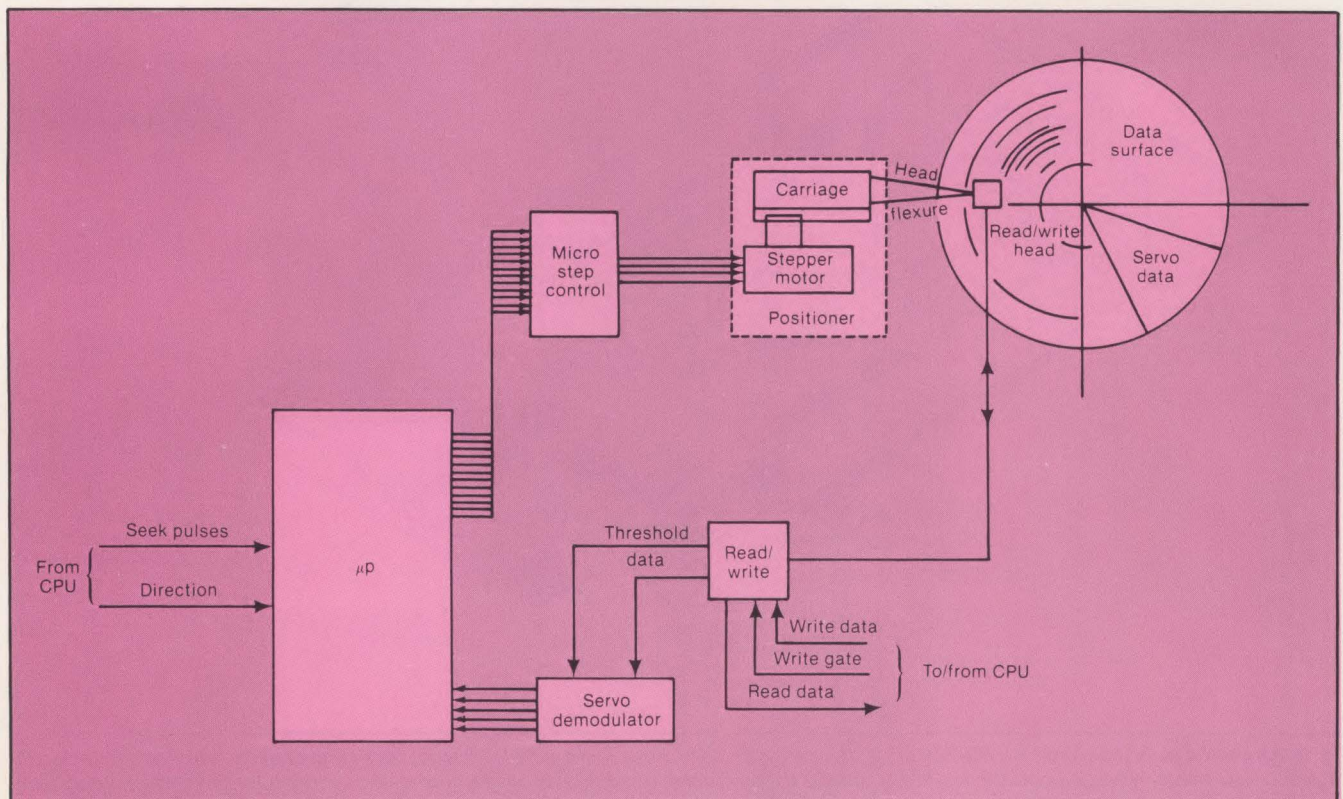 Data
surface
Head
Carriage
flexure
Read/write
head
Servo
data
Micro
step
control
Stepper
motor
Positioner
Seek pulses
From
CPU
Direction
μp
Threshold
data
Read/
write
Write data
Write gate
To/from CPU
Read data
Servo
demodulator